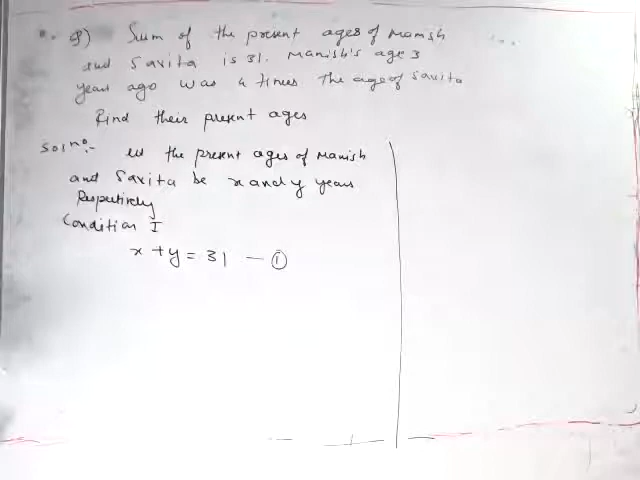 Q) Sum of the present ages of Manish
and Savita is 31. Manish's age 3
years ago was 4 times the age of Savita
Find their present ages
Soln:- let the present ages of Manish
and Savita be x and y years
Respectively
Condition I
x + y = 31 — ①